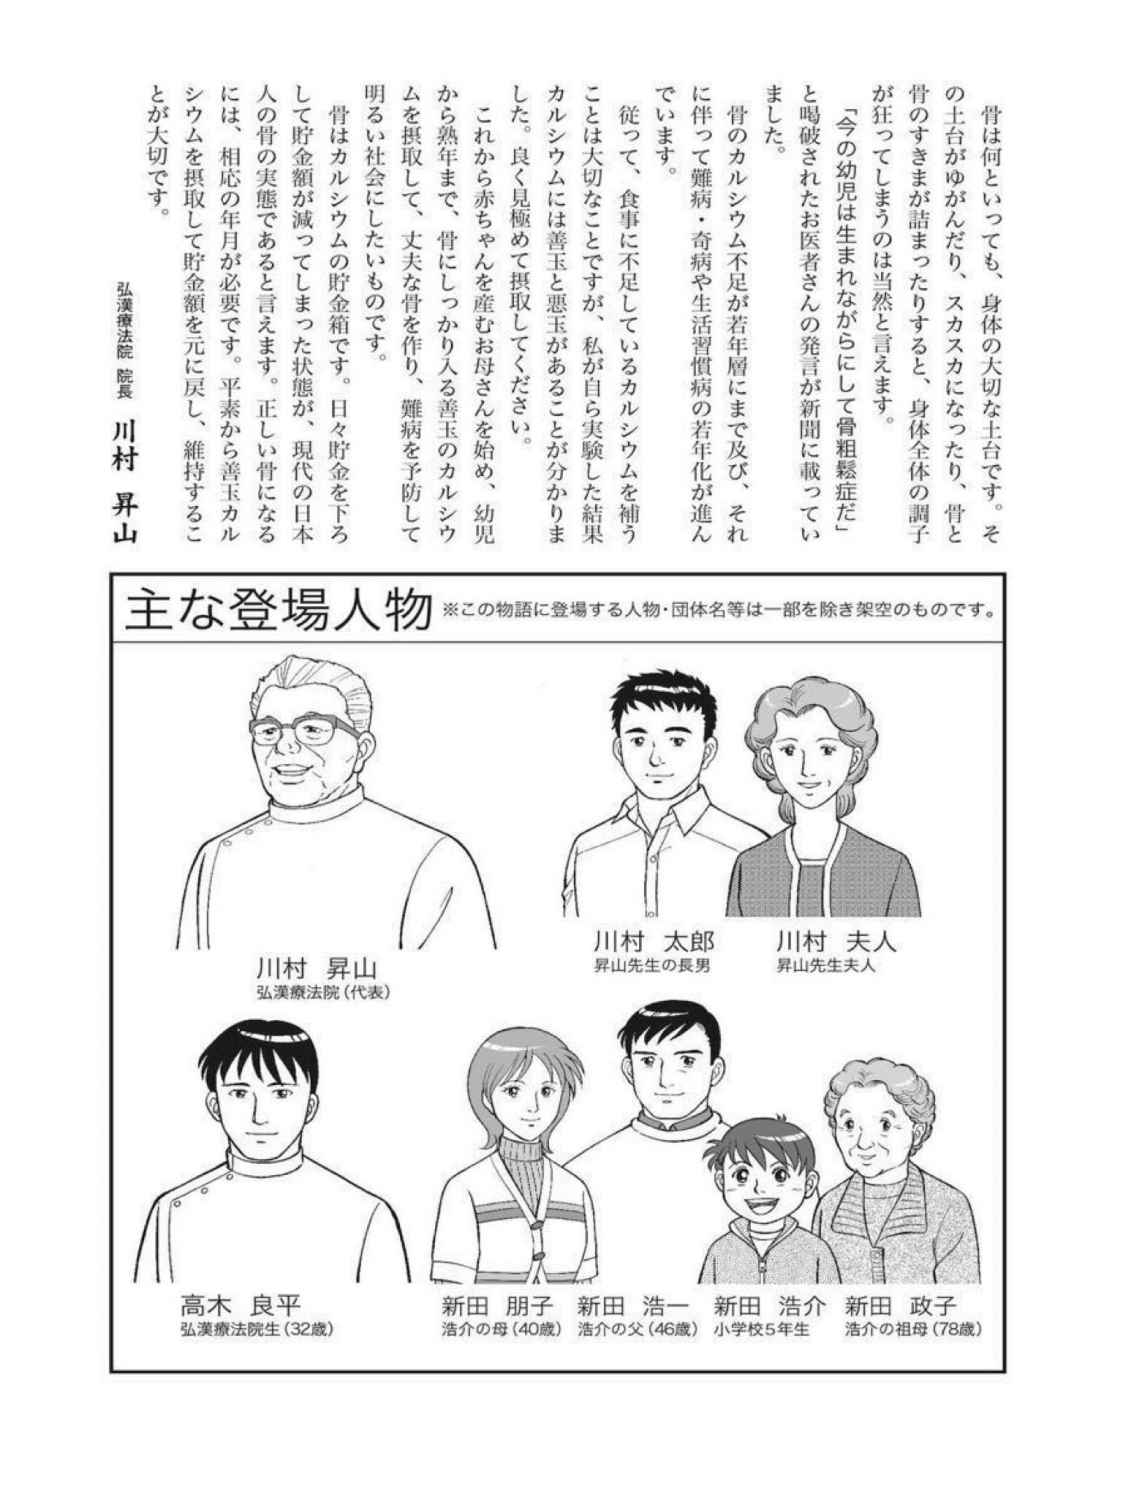 骨は何といっても、身体の大切な土台です。そ
の土台がゆがんだり、スカスカになったり、骨と
骨のすきまが詰まったりすると、身体全体の調子
が狂ってしまうのは当然と言えます。
「今の幼児は生まれながらにして骨粗鬆症だ」
と喝破されたお医者さんの発言が新聞に載ってい
ました。
骨のカルシウム不足が若年層にまで及び、それ
に伴って難病・奇病や生活習慣病の若年化が進ん
でいます。
従って、食事に不足しているカルシウムを補う
ことは大切なことですが、私が自ら実験した結果
カルシウムには善玉と悪玉があることが分かりま
した。良く見極めて摂取してください。
これから赤ちゃんを産むお母さんを始め、幼児
から熟年まで、骨にしっかり入る善玉のカルシウ
ムを摂取して、丈夫な骨を作り、難病を予防して
明るい社会にしたいものです。
骨はカルシウムの貯金箱です。日々貯金を下ろ
して貯金額が減ってしまった状態が、現代の日本
人の骨の実態であると言えます。正しい骨になる
には、相応の年月が必要です。平素から善玉カル
シウムを摂取して貯金額を元に戻し、維持するこ
とが大切です。
弘漢療法院 院長 川村 昇山
主な登場人物 ※この物語に登場する人物・団体名等は一部を除き架空のものです。
川村 昇山
弘漢療法院（代表）
川村 太郎
昇山先生の長男
川村 夫人
昇山先生夫人
高木 良平
弘漢療法院生（32歳）
新田 朋子
浩介の母（40歳）
新田 浩一
浩介の父（46歳）
新田 浩介
小学校5年生
新田 政子
浩介の祖母（78歳）